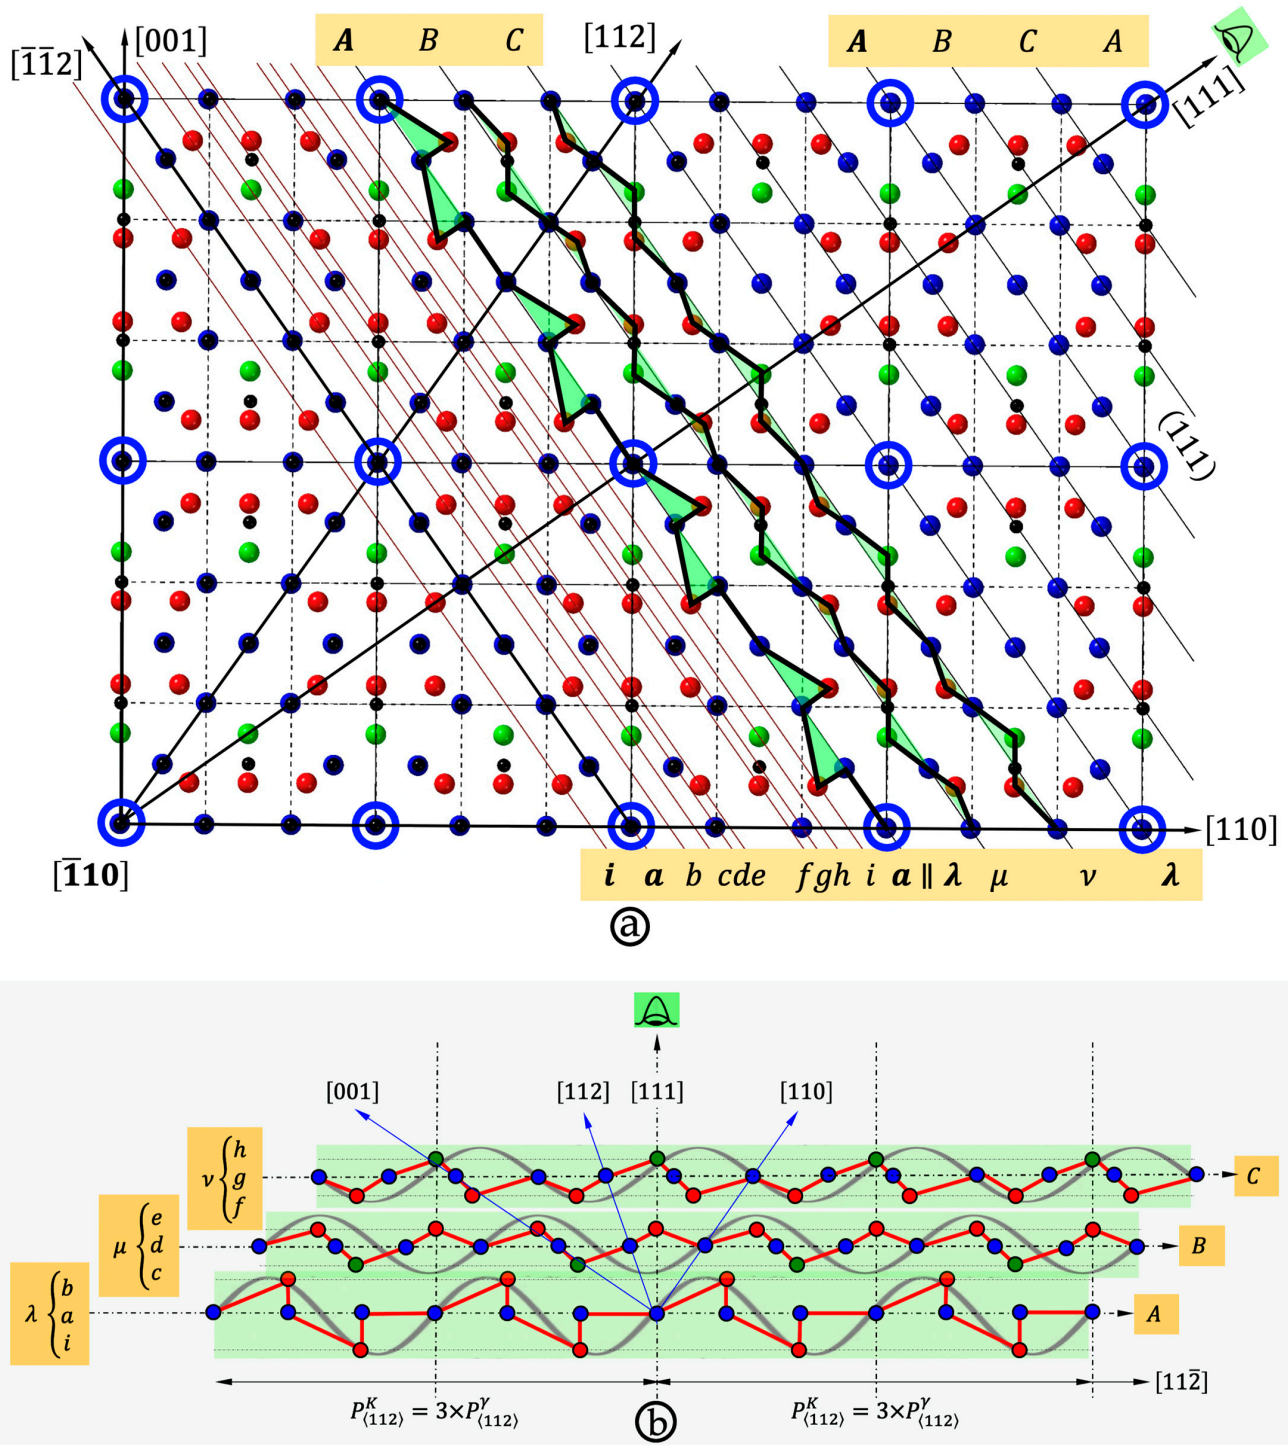 [1̅1̅2]
[001]
A B C
[112]
A B C A
[111]
(111)
[110]
[1̅10]
i a b cde fgh i a ∥ λ μ ν λ
a
[001] [112] [111] [110]
ν { h g f
C
μ { e d c
B
λ { b a i
A
[112̅]
P^K_⟨112⟩ = 3×P^γ_⟨112⟩ P^K_⟨112⟩ = 3×P^γ_⟨112⟩
b